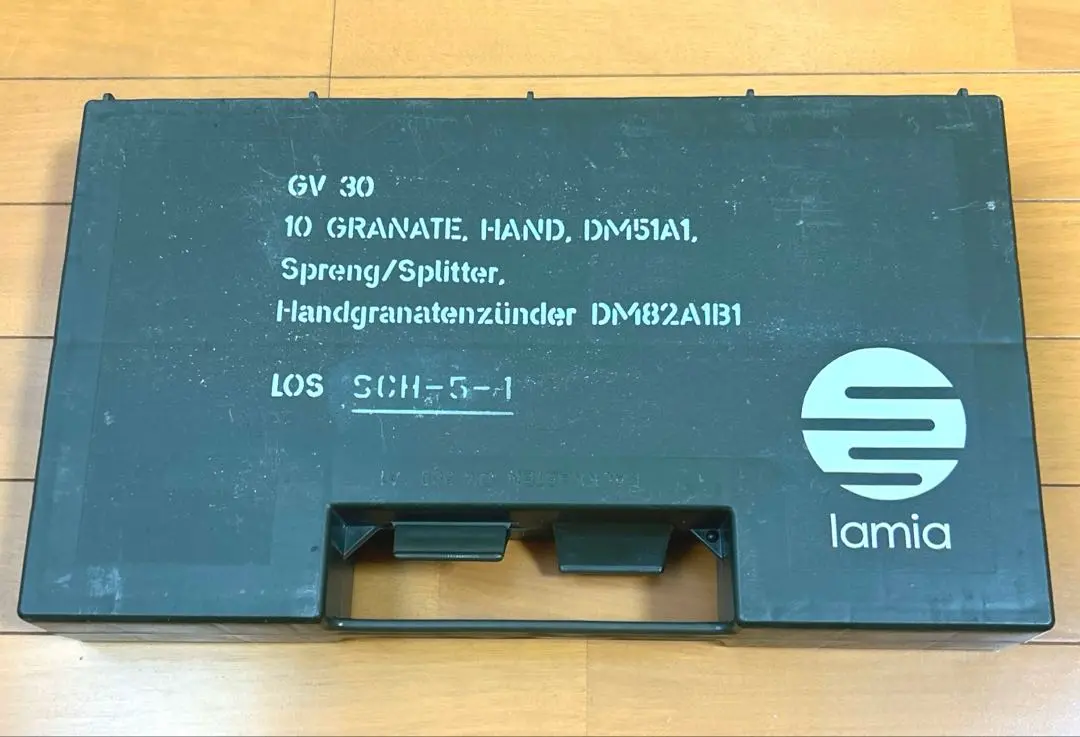 GV 30
10 GRANATE, HAND, DM51A1,
Spreng/Splitter,
Handgranatenzünder DM82A1B1
LOS SCH-5-1
lamia